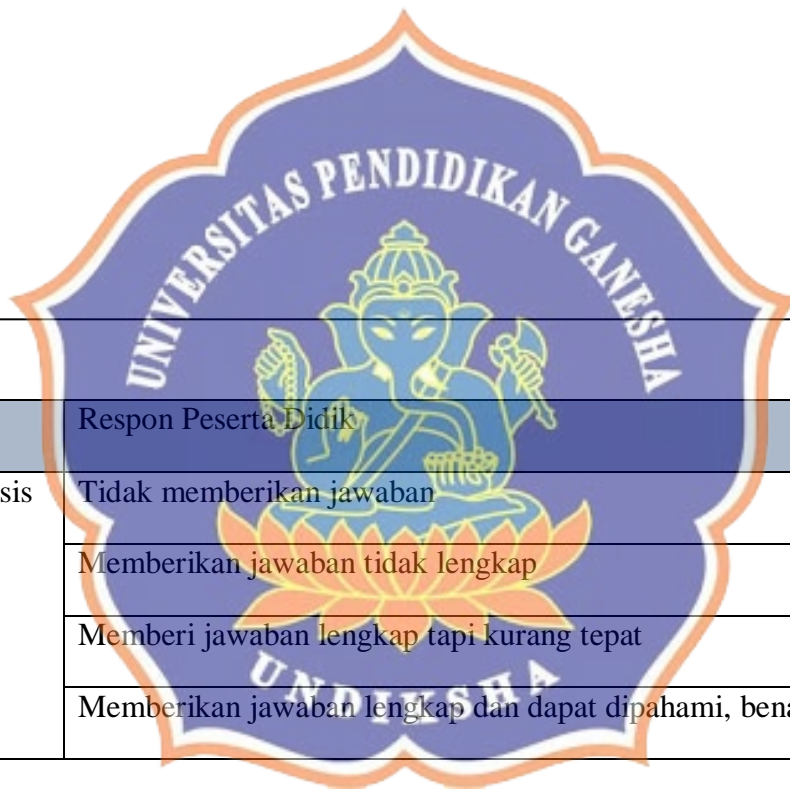 UNIVERSITAS PENDIDIKAN GANESHA
Respon Peserta Didik
sis
Tidak memberikan jawaban
Memberikan jawaban tidak lengkap
Memberi jawaban lengkap tapi kurang tepat
UNDIKSHA
Memberikan jawaban lengkap dan dapat dipahami, bena